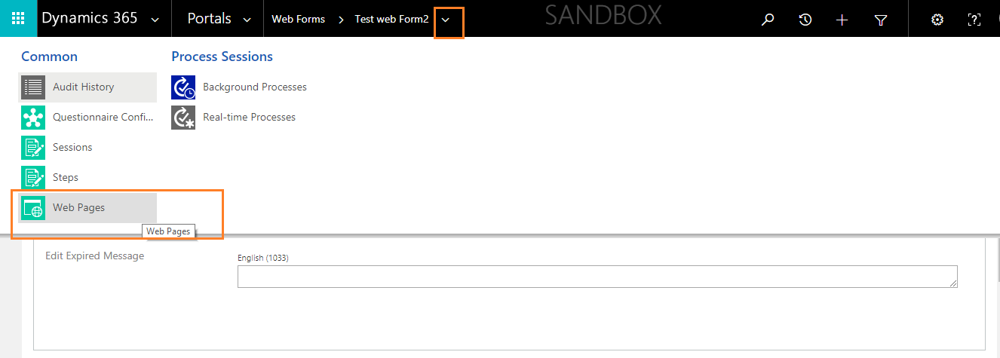 Dynamics 365 Portals Web Forms > Test web Form2 SANDBOX
Common
Audit History
Questionnaire Confi...
Sessions
Steps
Web Pages
Web Pages
Process Sessions
Background Processes
Real-time Processes
Edit Expired Message
English (1033)